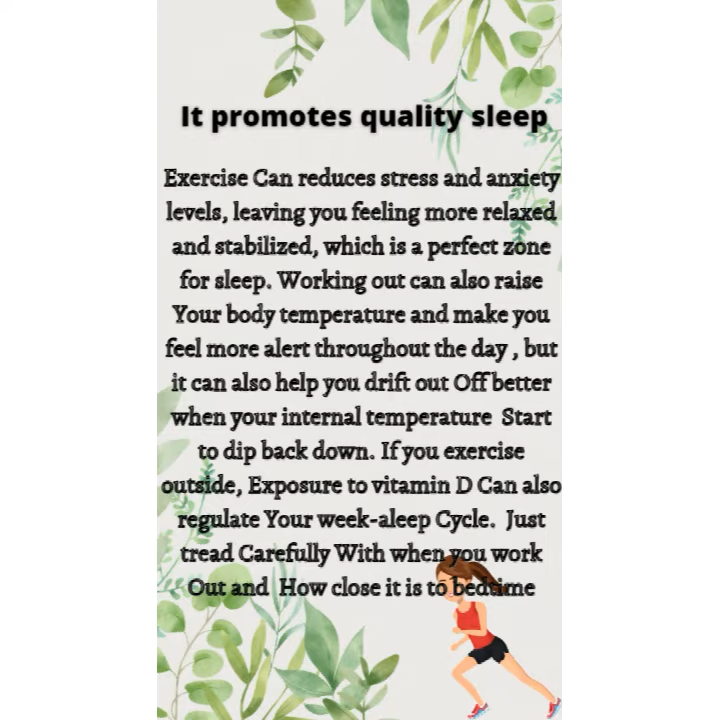 It promotes quality sleep
Exercise Can reduces stress and anxiety
levels, leaving you feeling more relaxed
and stabilized, which is a perfect zone
for sleep. Working out can also raise
Your body temperature and make you
feel more alert throughout the day , but
it can also help you drift out Off better
when your internal temperature  Start
to dip back down. If you exercise
outside, Exposure to vitamin D Can also
regulate Your week-aleep Cycle.  Just
tread Carefully With when you work
Out and  How close it is to bedtime